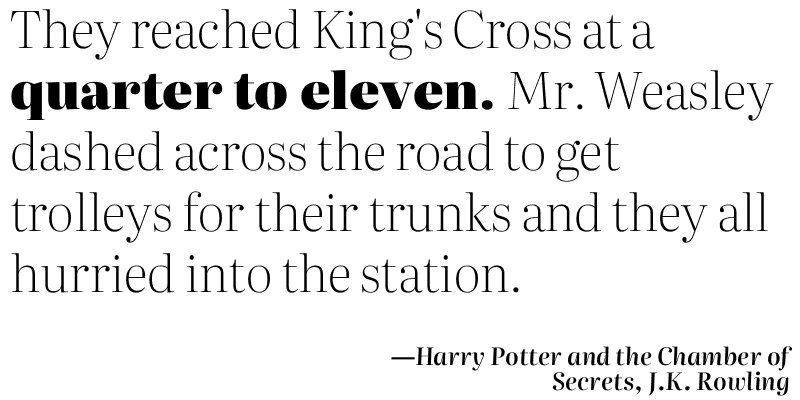 They reached King's Cross at a
quarter to eleven. Mr. Weasley
dashed across the road to get
trolleys for their trunks and they all
hurried into the station.
—Harry Potter and the Chamber of
Secrets, J.K. Rowling